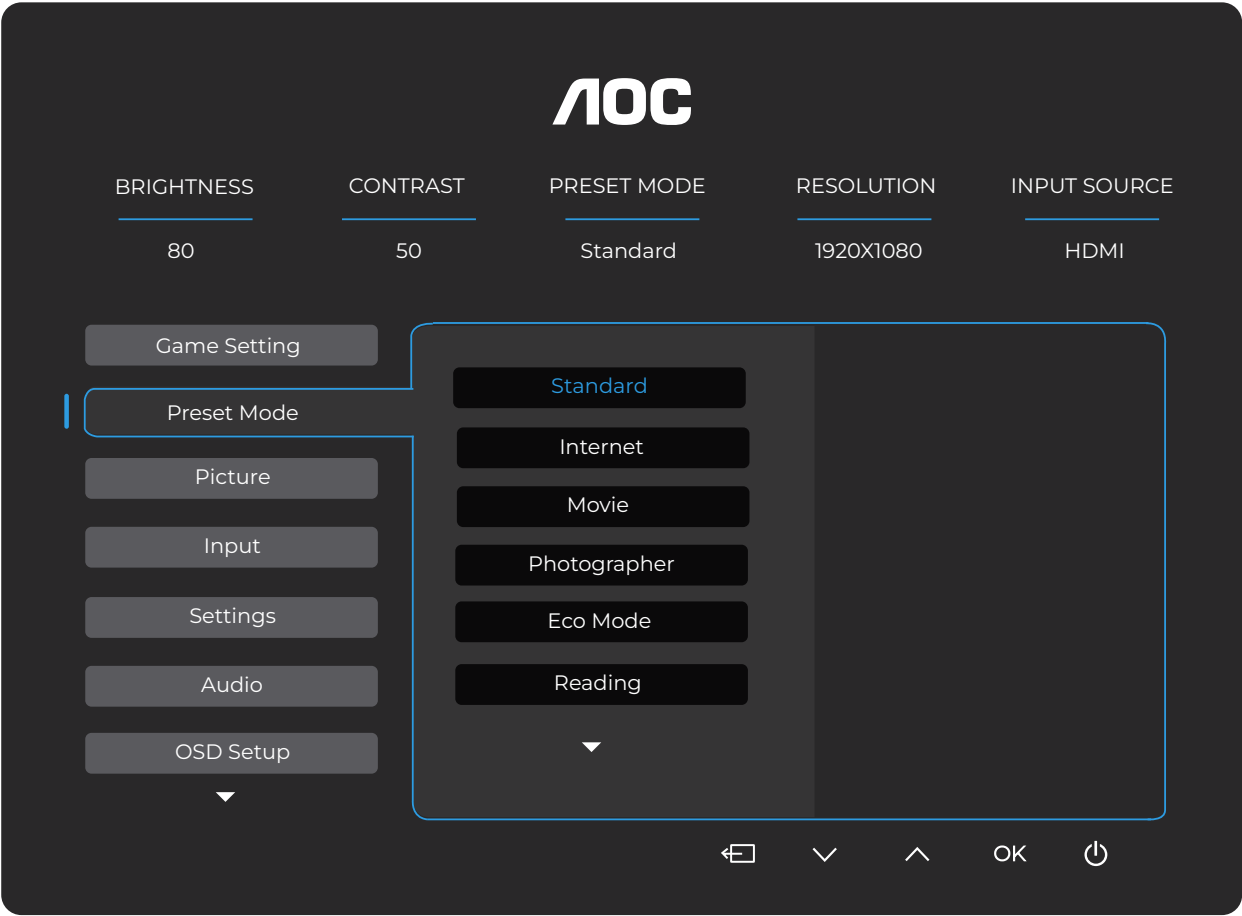 AOC
BRIGHTNESS CONTRAST PRESET MODE RESOLUTION INPUT SOURCE
80 50 Standard 1920X1080 HDMI
Game Setting
Preset Mode
Picture
Input
Settings
Audio
OSD Setup
Standard
Internet
Movie
Photographer
Eco Mode
Reading
OK